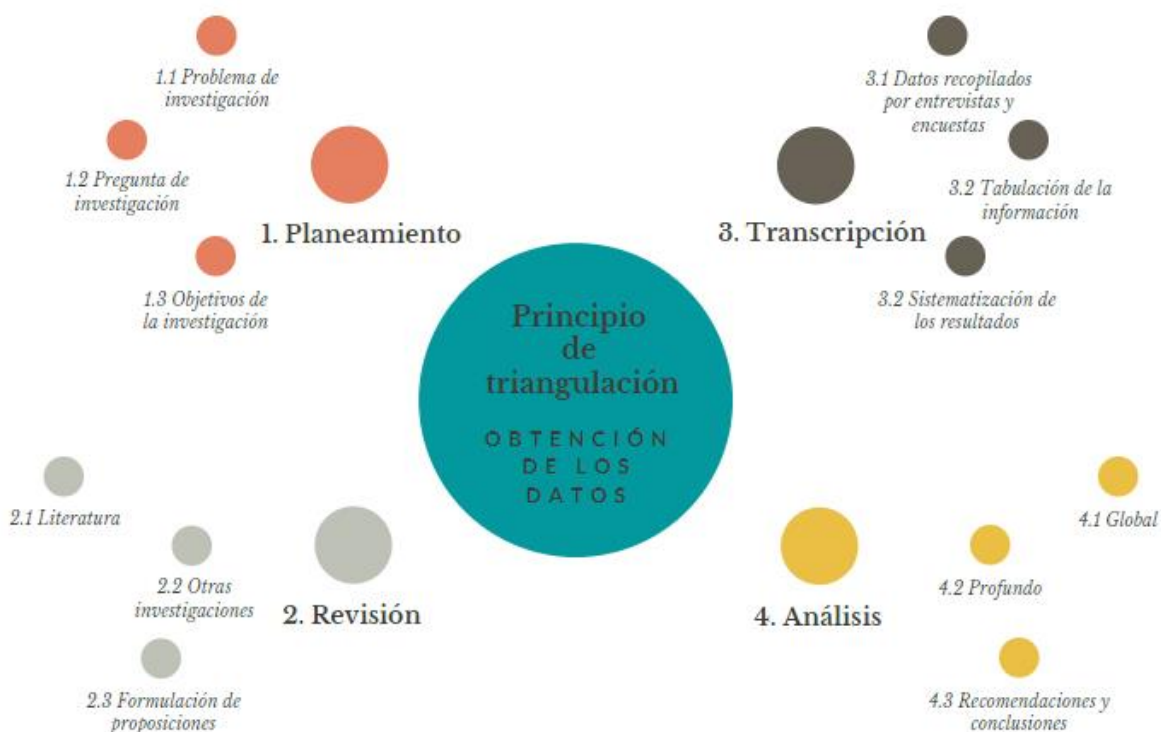 1.1 Problema de
investigación
1.2 Pregunta de
investigación
1. Planeamiento
1.3 Objetivos de
la investigación
3.1 Datos recopilados
por entrevistas y
encuestas
3.2 Tabulación de la
información
3. Transcripción
3.2 Sistematización de
los resultados
Principio
de
triangulación
OBTENCIÓN
DE LOS
DATOS
2.1 Literatura
2.2 Otras
investigaciones
2. Revisión
2.3 Formulación de
proposiciones
4.1 Global
4.2 Profundo
4. Análisis
4.3 Recomendaciones y
conclusiones